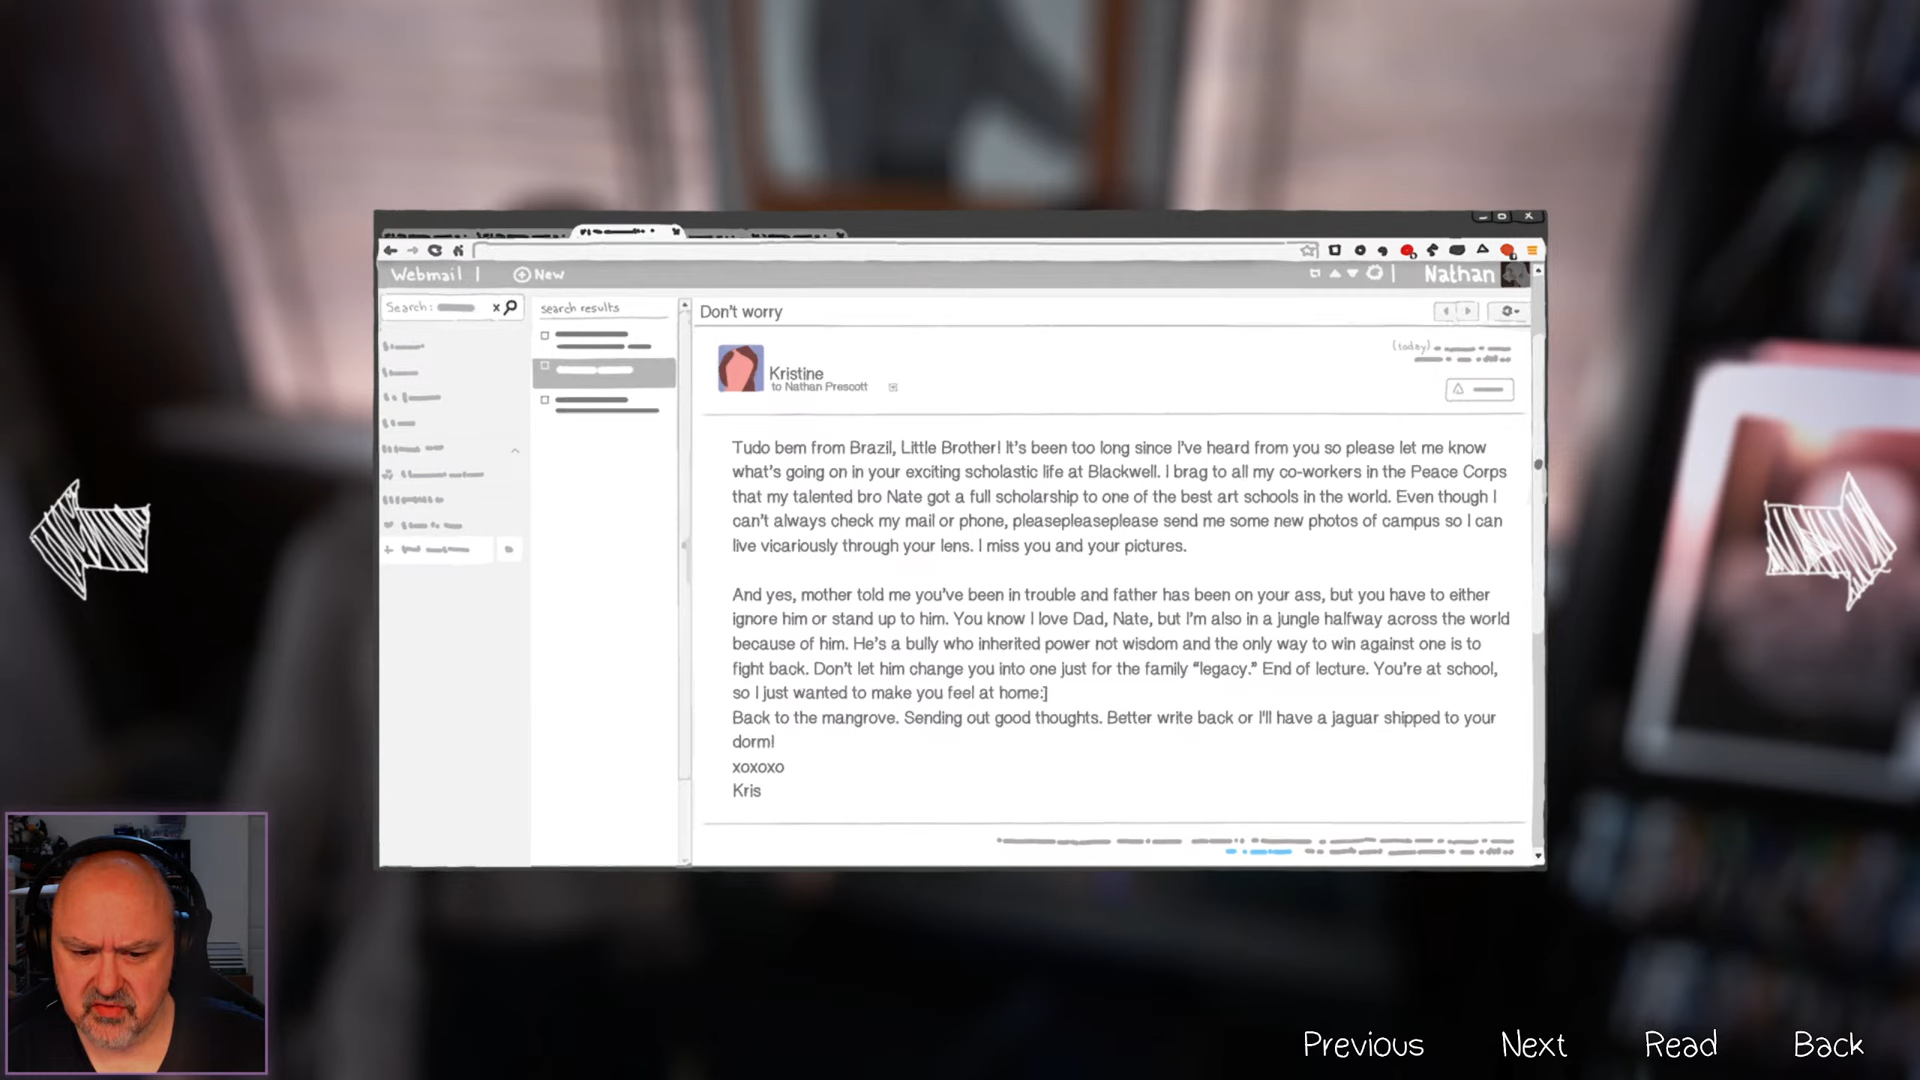 Webmail | New
Nathan
Search:
search results
Don't worry
(today)
Kristine
to Nathan Prescott
Tudo bem from Brazil, Little Brother! It's been too long since I've heard from you so please let me know
what's going on in your exciting scholastic life at Blackwell. I brag to all my co-workers in the Peace Corps
that my talented bro Nate got a full scholarship to one of the best art schools in the world. Even though I
can't always check my mail or phone, pleasepleaseplease send me some new photos of campus so I can
live vicariously through your lens. I miss you and your pictures.
And yes, mother told me you've been in trouble and father has been on your ass, but you have to either
ignore him or stand up to him. You know I love Dad, Nate, but I'm also in a jungle halfway across the world
because of him. He's a bully who inherited power not wisdom and the only way to win against one is to
fight back. Don't let him change you into one just for the family “legacy.” End of lecture. You're at school,
so I just wanted to make you feel at home:]
Back to the mangrove. Sending out good thoughts. Better write back or I'll have a jaguar shipped to your
dorm!
xoxoxo
Kris
Previous Next Read Back